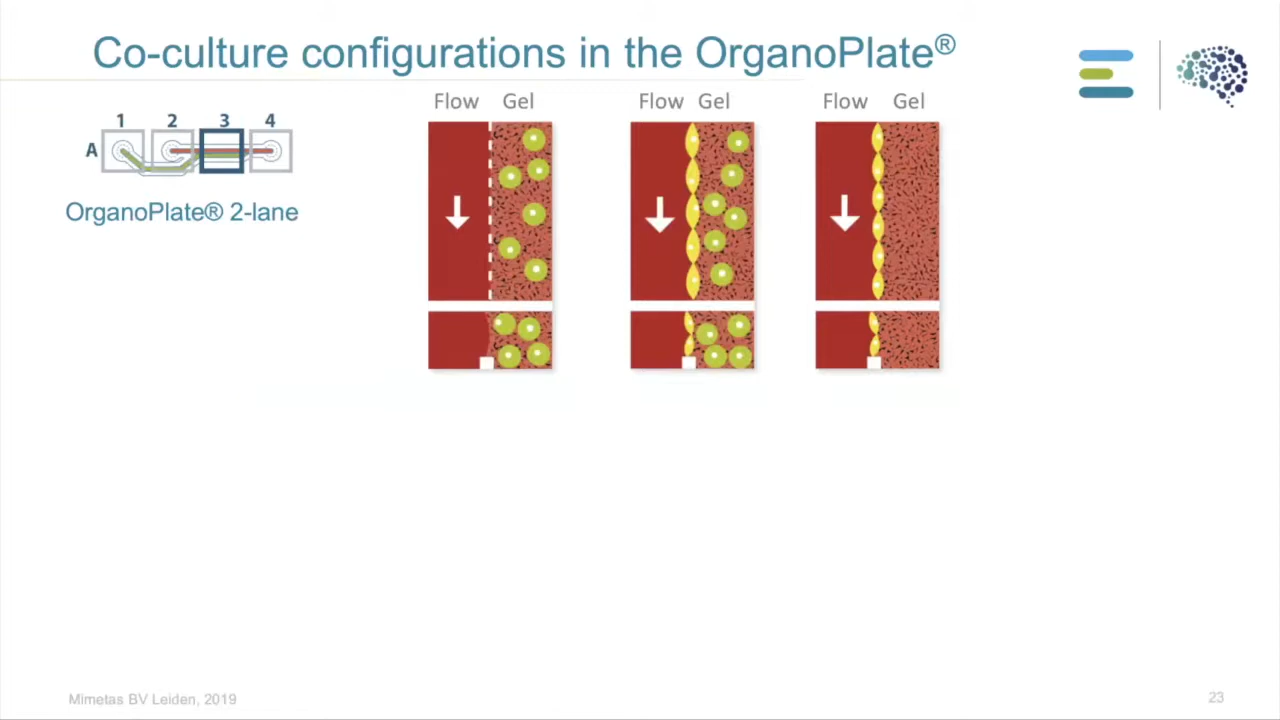 Co-culture configurations in the OrganoPlate®
Flow Gel
Flow Gel
Flow Gel
1 2 3 4
A
OrganoPlate® 2-lane
Mimetas BV Leiden, 2019
23